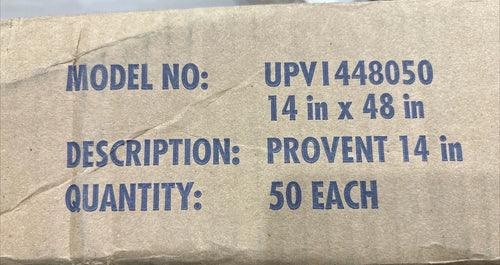 MODEL NO: UPV1448050
14 in x 48 in
DESCRIPTION: PROVENT 14 in
QUANTITY: 50 EACH